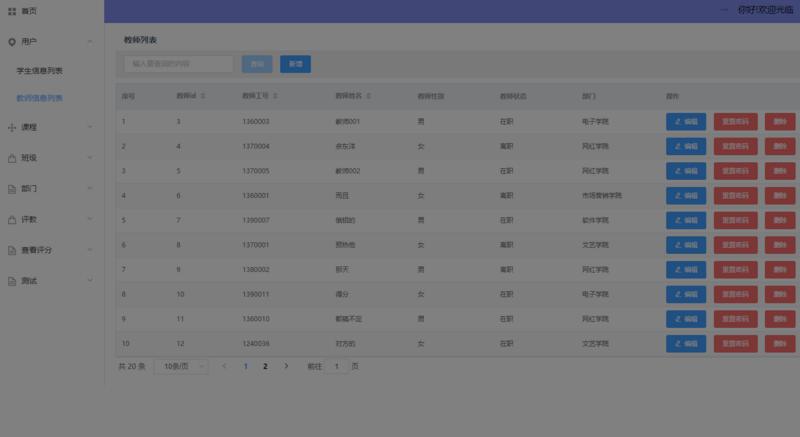 首页
你好!欢迎光临
用户
学生信息列表
教师信息列表
课程
班级
部门
评教
查看评分
测试
教师列表
输入要查询的内容
查询 新增
序号 教师id 教师工号 教师姓名 教师性别 教师状态 部门 操作
1 3 1360003 教师001 男 在职 电子学院 编辑 重置密码 删除
2 4 1370004 余东洋 女 离职 网红学院 编辑 重置密码 删除
3 5 1370005 教师002 男 在职 网红学院 编辑 重置密码 删除
4 6 1360001 而且 女 离职 市场营销学院 编辑 重置密码 删除
5 7 1390007 俄招的 男 在职 软件学院 编辑 重置密码 删除
6 8 1370001 预热他 女 离职 文艺学院 编辑 重置密码 删除
7 9 1380002 那天 男 离职 网红学院 编辑 重置密码 删除
8 10 1390011 得分 女 在职 电子学院 编辑 重置密码 删除
9 11 1360010 都搞不定 男 在职 网红学院 编辑 重置密码 删除
10 12 1240036 对方的 女 在职 文艺学院 编辑 重置密码 删除
共 20 条 10条/页 1 2 前往 1 页